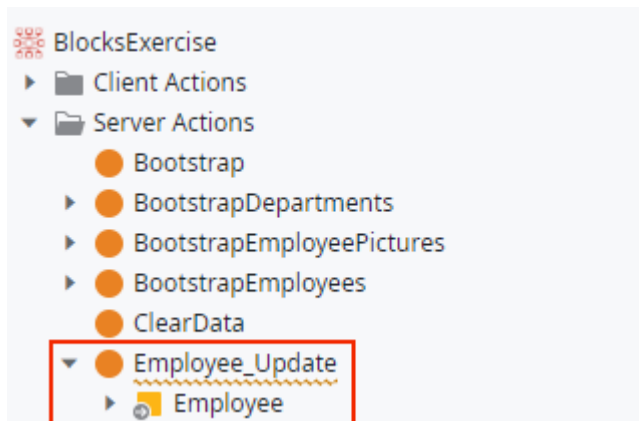 BlocksExercise
Client Actions
Server Actions
Bootstrap
BootstrapDepartments
BootstrapEmployeePictures
BootstrapEmployees
ClearData
Employee_Update
Employee